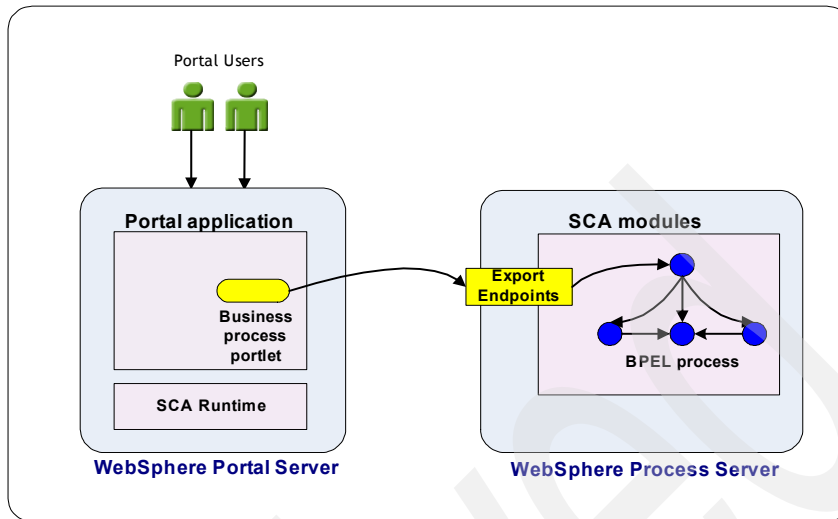 Portal Users
Portal application
Business
process
portlet
SCA Runtime
WebSphere Portal Server
Export
Endpoints
SCA modules
BPEL process
WebSphere Process Server